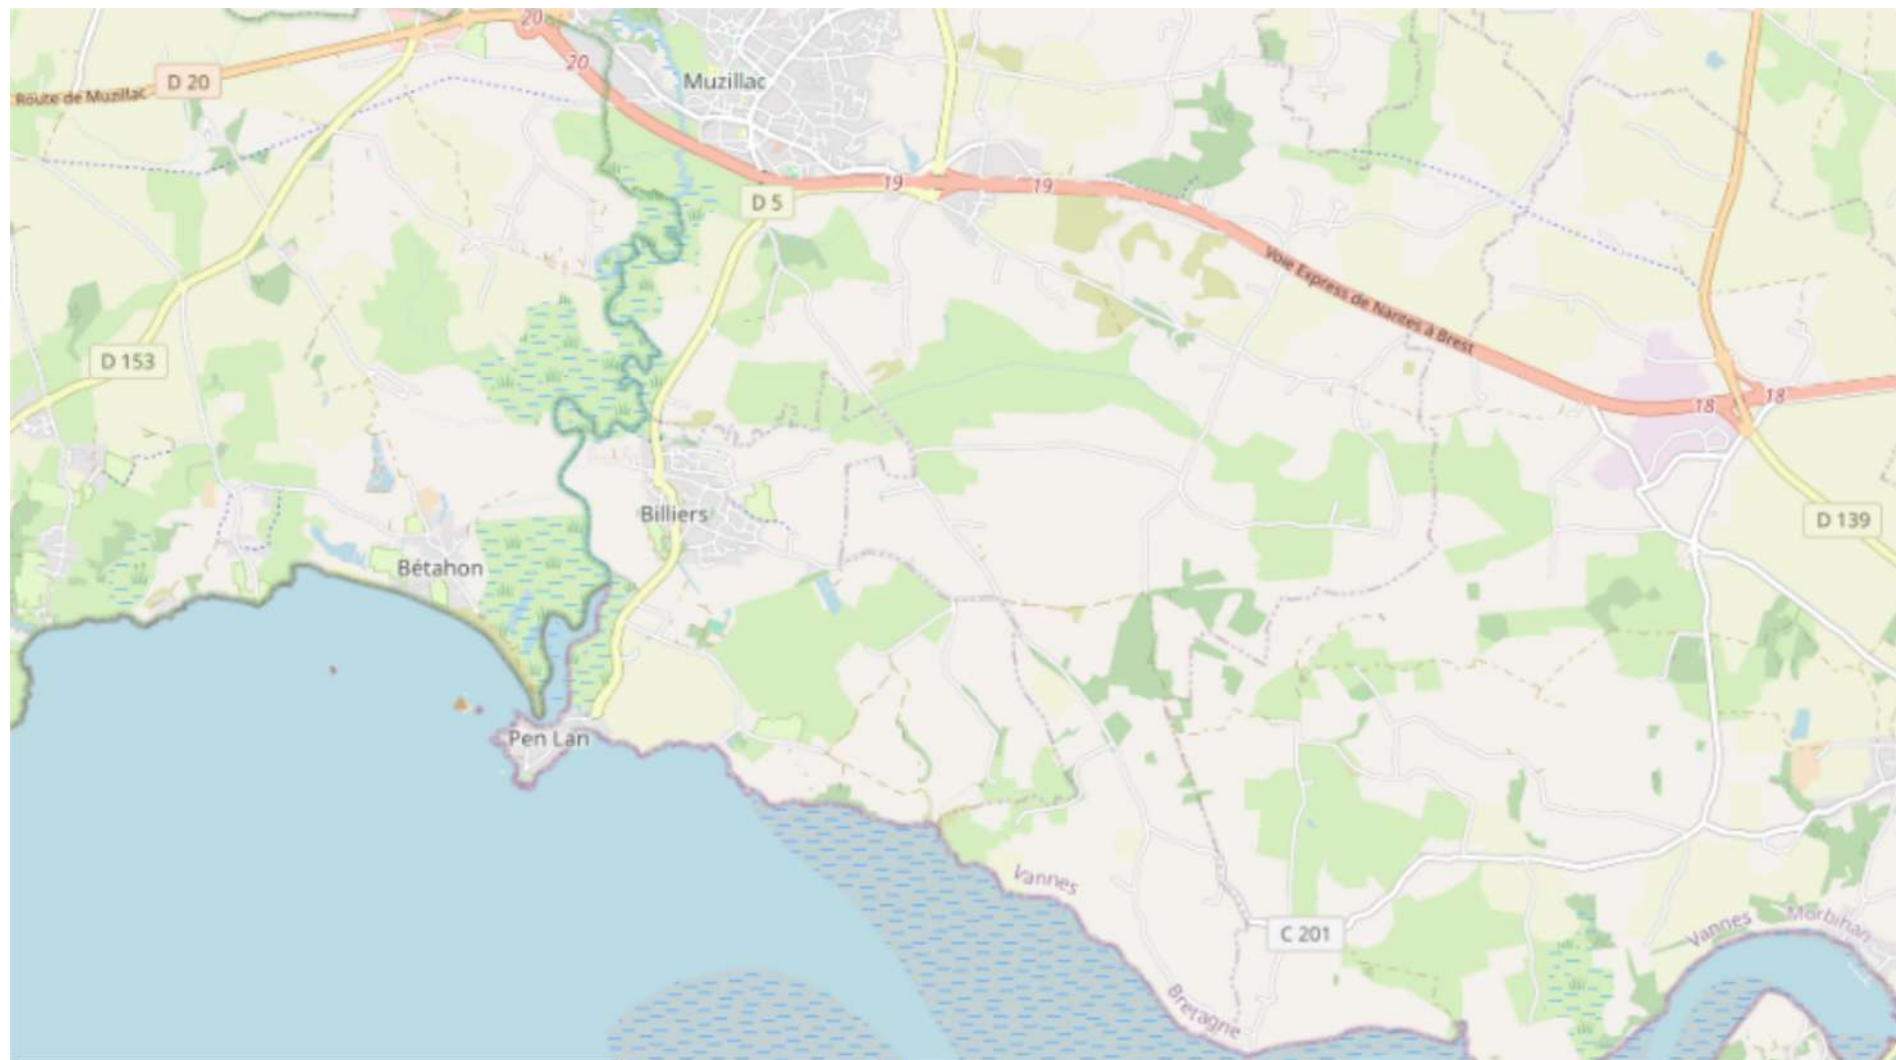 20
20
Muzillac
D 20
Route de Muzillac
19
19
D 5
Voie Express de Nantes à Brest
D 153
18
18
Billiers
D 139
Bétahon
Pen Lan
Vannes
C 201
Vannes
Morbihan
Bretagne